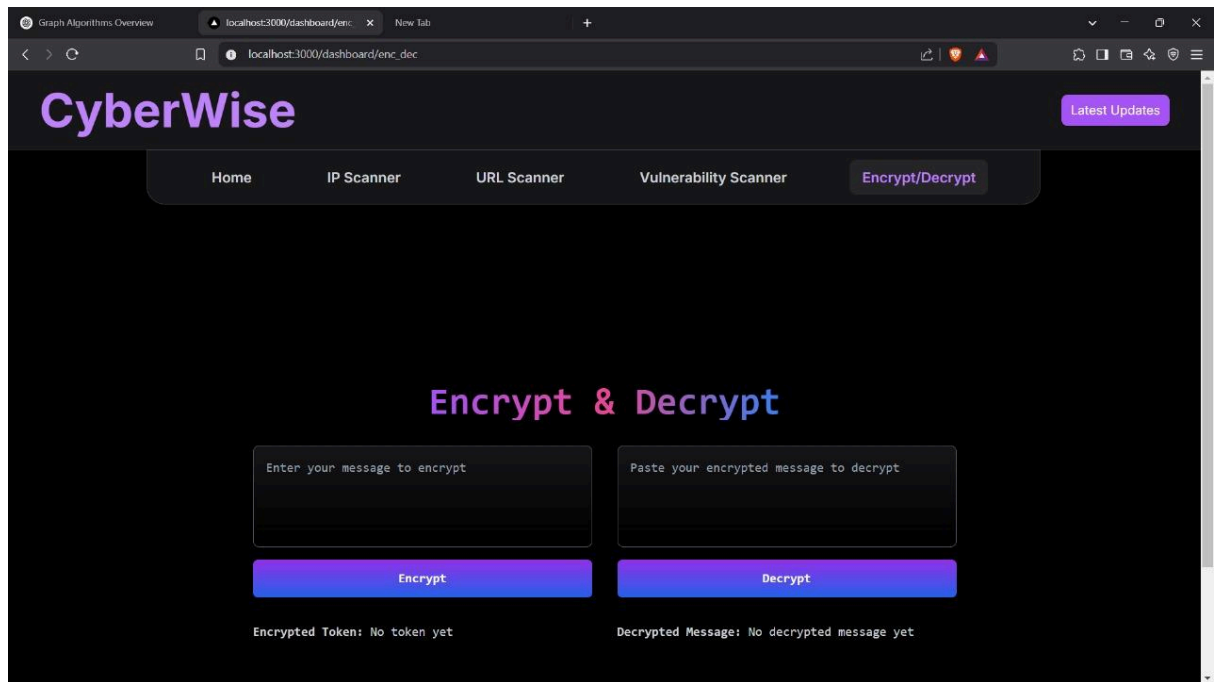 Graph Algorithms Overview localhost:3000/dashboard/enc New Tab
localhost:3000/dashboard/enc_dec
CyberWise
Latest Updates
Home IP Scanner URL Scanner Vulnerability Scanner Encrypt/Decrypt
Encrypt & Decrypt
Enter your message to encrypt Paste your encrypted message to decrypt
Encrypt Decrypt
Encrypted Token: No token yet Decrypted Message: No decrypted message yet